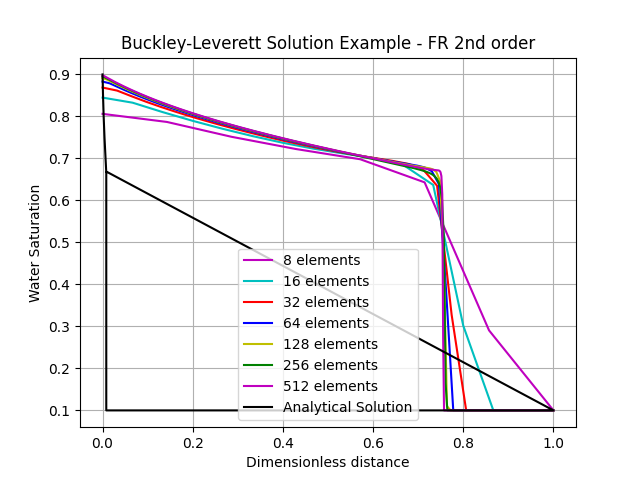 Buckley-Leverett Solution Example - FR 2nd order
Water Saturation
0.9
0.8
0.7
0.6
0.5
0.4
0.3
0.2
0.1
8 elements
16 elements
32 elements
64 elements
128 elements
256 elements
512 elements
Analytical Solution
0.0 0.2 0.4 0.6 0.8 1.0
Dimensionless distance